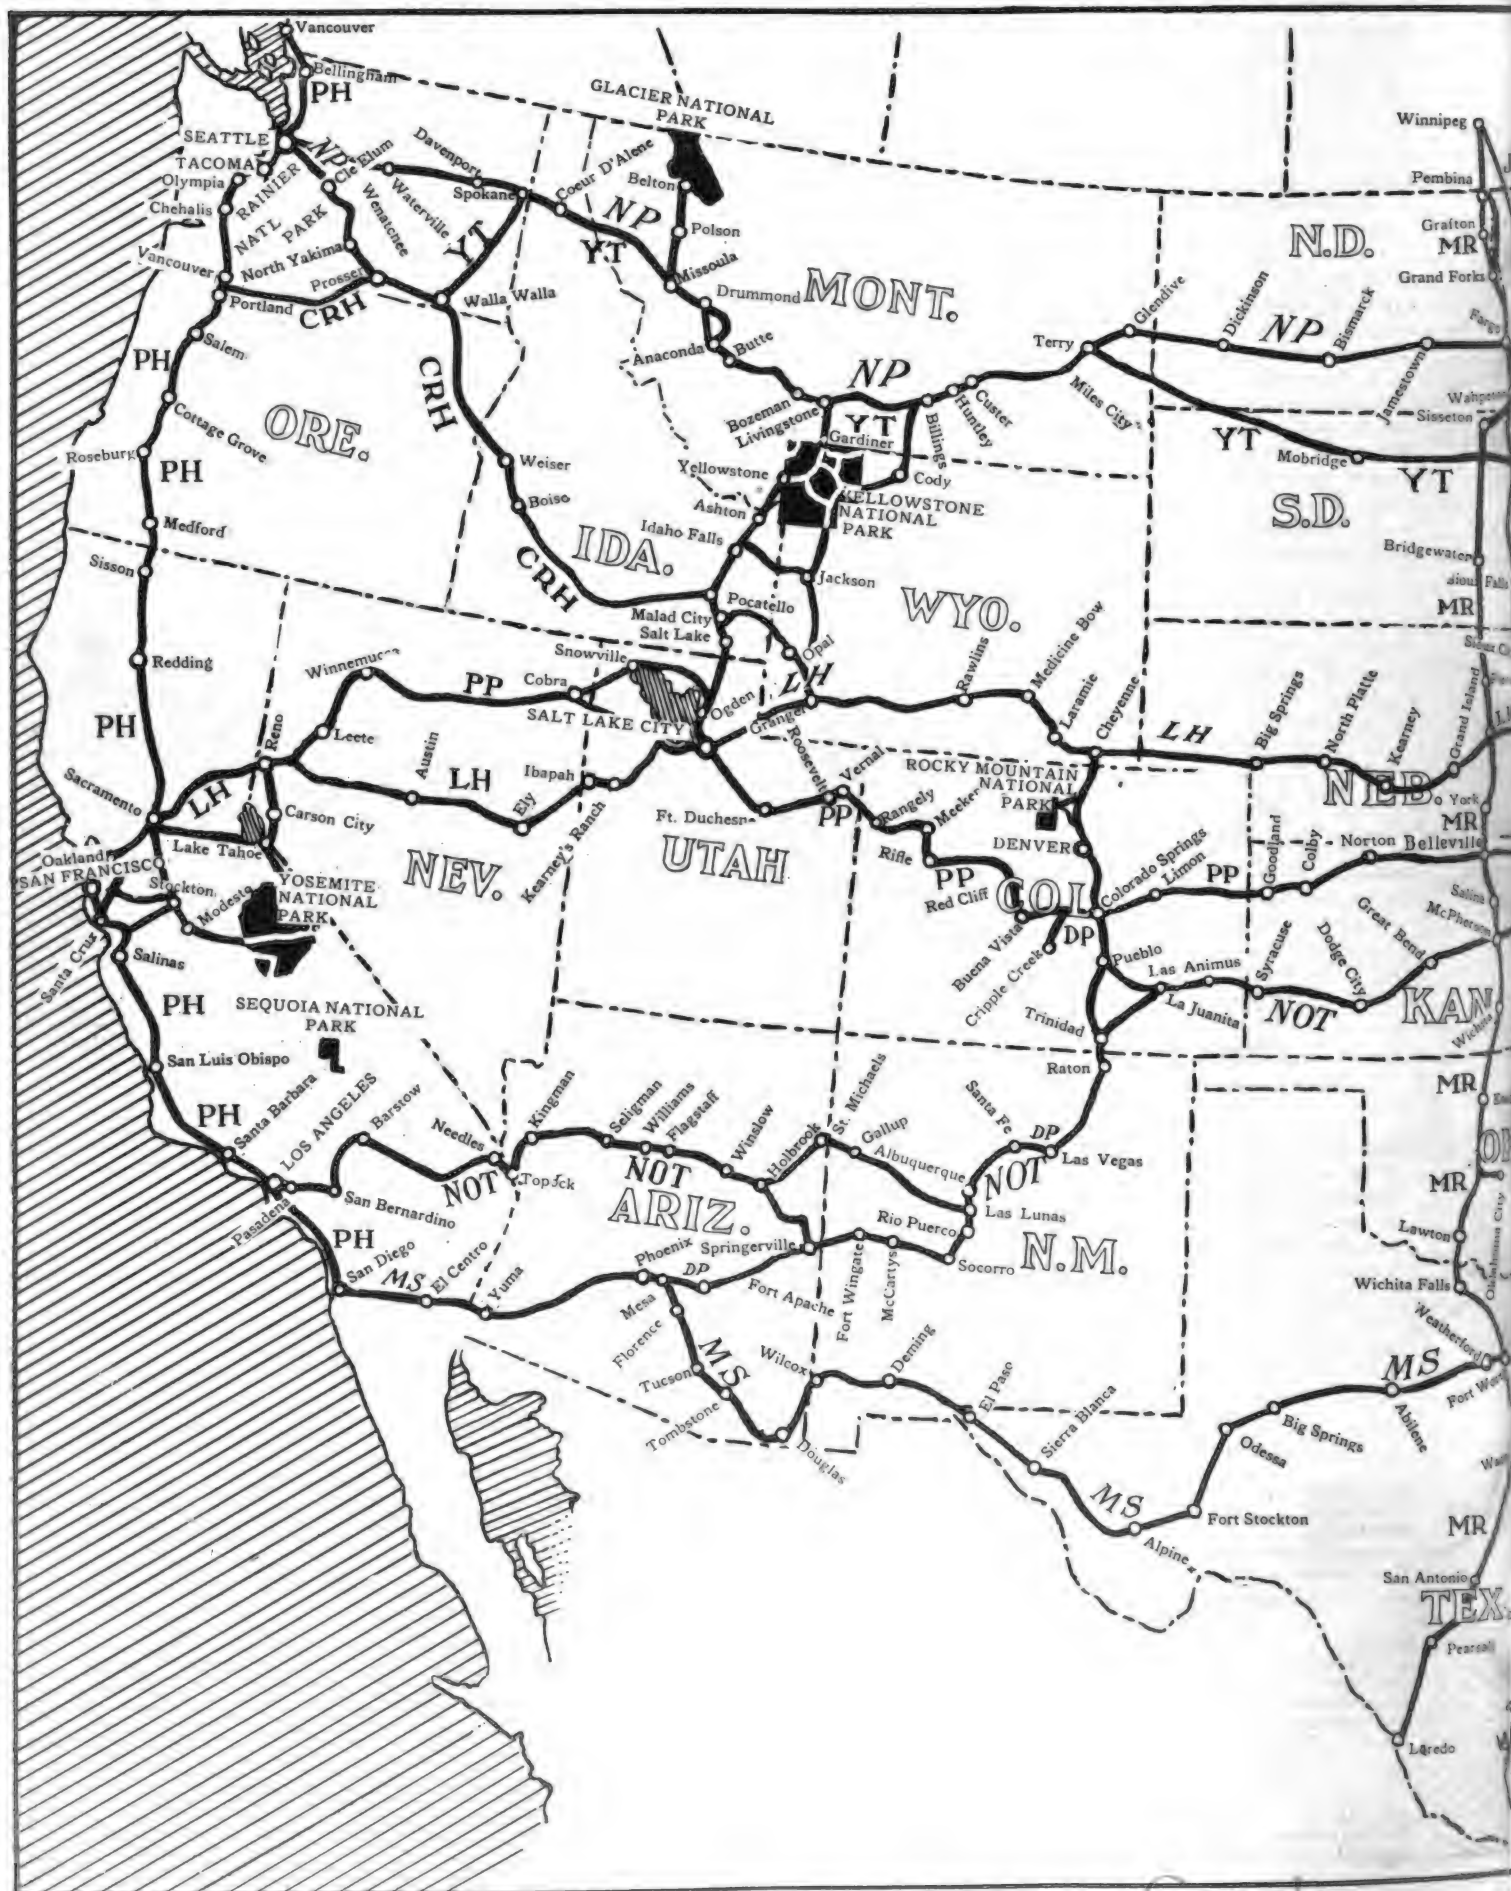 Vancouver
Bellingham
PH
GLACIER NATIONAL
PARK
SEATTLE
NP
TACOMA
Cle Elum
Davenport
Spokane
Coeur D'Alene
Belton
Olympia
RAINIER
NATL
PARK
Wenatchee
Waterville
Chehalis
NP
YT
YT
Polson
Vancouver
North Yakima
Prosser
Missoula
Portland
CRH
Walla Walla
Drummond
MONT.
Winnipeg
Pembina
N.D.
Grafton
MR
Grand Forks
Glendive
Dickinson
NP
Bismarck
Fargo
Terry
Miles City
Jamestown
Salem
PH
Anaconda
Butte
NP
Cottage Grove
CRH
Bozeman
Livingstone
YT
Billings
Huntley
Custer
Sisseton
YT
Mobridge
YT
ORE.
Roseburg
PH
Weiser
Gardiner
Yellowstone
Cody
YELLOWSTONE
NATIONAL
PARK
S.D.
Medford
Boise
Ashton
Idaho Falls
Bridgewater
Sisson
IDA.
CRH
Jackson
Pocatello
WYO.
MR
Malad City
Salt Lake
Opal
Redding
Winnemucca
Snowville
Cobra
PP
LH
Rawlins
Medicine Bow
Laramie
Cheyenne
LH
Big Springs
North Platte
Kearney
Grand Island
PH
Reno
Leete
Austin
SALT LAKE CITY
Ogden
Granger
Sacramento
LH
LH
Ibapah
Ely
Kearney's Ranch
Roosevelt
Vernal
ROCKY MOUNTAIN
NATIONAL
PARK
NEB.
York
MR
Carson City
Lake Tahoe
Ft. Duchesn
PP
Rangely
Meeker
DENVER
Goodland
Colby
Norton
Belleville
Oakland
SAN FRANCISCO
NEV.
UTAH
Rifle
PP
Red Cliff
COL
Colorado Springs
Limon
PP
Stockton
Modesto
YOSEMITE
NATIONAL
PARK
Salina
McPherson
Santa Cruz
Salinas
Buena Vista
DP
Cripple Creek
Pueblo
Las Animus
La Juanita
Syracuse
Dodge City
Great Bend
NOT
KAN
Wichita
PH
SEQUOIA NATIONAL
PARK
Trinidad
San Luis Obispo
Raton
MR
PH
Santa Barbara
LOS ANGELES
Barstow
Needles
Kingman
Seligman
Williams
Flagstaff
Winslow
Holbrook
St. Michaels
Gallup
Albuquerque
Santa Fe
DP
Las Vegas
NOT
Topock
NOT
NOT
MR
Pasadena
San Bernardino
ARIZ.
Las Lunas
Rio Puerco
N.M.
Oklahoma City
Lawton
PH
San Diego
MS
El Centro
Yuma
Phoenix
Springerville
DP
Socorro
Wichita Falls
Mesa
Fort Apache
Fort Wingate
McCartys
Florence
Weatherford
MS
Tucson
Wilcox
Deming
El Paso
Sierra Blanca
MS
Fort Wor
Abilene
Tombstone
Douglas
Big Springs
Odessa
MS
Fort Stockton
Alpine
MR
San Antonio
TEX.
Pearsall
Laredo